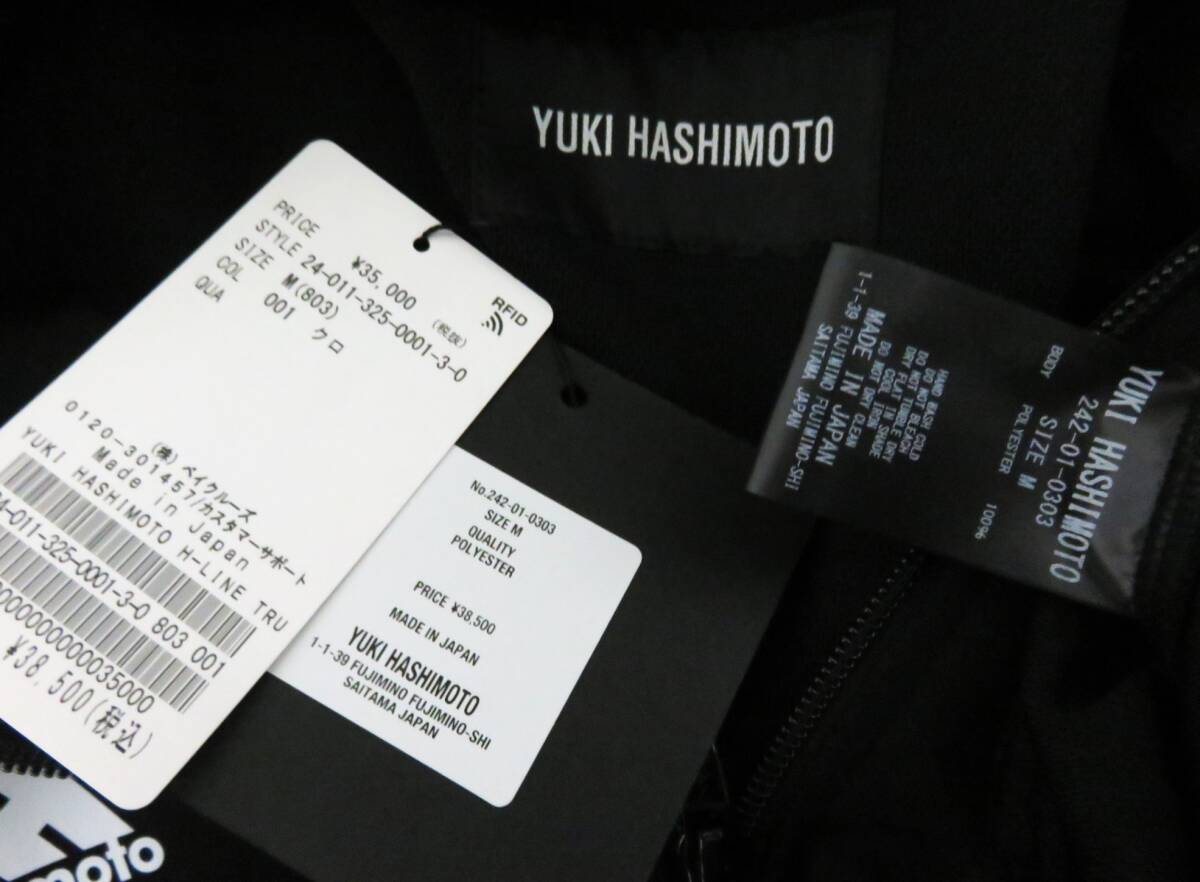 YUKI HASHIMOTO
RFID
PRICE ¥35,000 (税抜)
STYLE 24-011-325-0001-3-0
SIZE M(803)
COL 001 クロ
QUA
(株) ベイクルーズ
0120-301457/カスタマーサポート
Made in Japan
YUKI HASHIMOTO H-LINE TRU
24-011-325-0001-3-0 803 001
¥38,500(税込)
No.242-01-0303
SIZE M
QUALITY
POLYESTER
PRICE ¥38,500
MADE IN JAPAN
YUKI HASHIMOTO
1-1-39 FUJIMINO FUJIMINO-SHI
SAITAMA JAPAN
YUKI HASHIMOTO
242-01-0303
SIZE M
BODY POLYESTER 100%
HAND WASH COLD
DO NOT BLEACH
DO NOT TUMBLE DRY
DRY FLAT IN SHADE
COOL IRON
DO NOT DRY CLEAN
MADE IN JAPAN
1-1-39 FUJIMINO FUJIMINO-SHI
SAITAMA JAPAN
moto